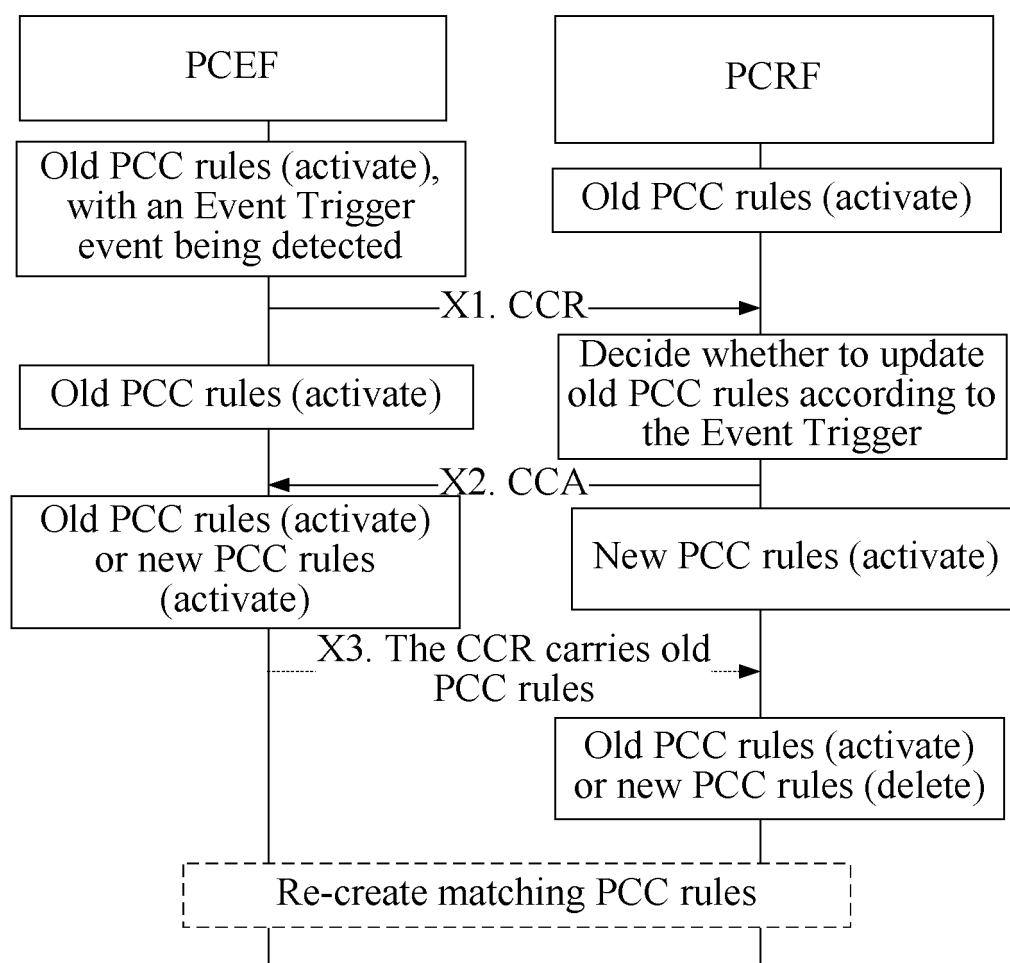 PCEF
PCRF
Old PCC rules (activate),
with an Event Trigger
event being detected
Old PCC rules (activate)
X1. CCR
Decide whether to update
old PCC rules according to
the Event Trigger
Old PCC rules (activate)
X2. CCA
Old PCC rules (activate)
or new PCC rules
(activate)
New PCC rules (activate)
X3. The CCR carries old
PCC rules
Old PCC rules (activate)
or new PCC rules (delete)
Re-create matching PCC rules